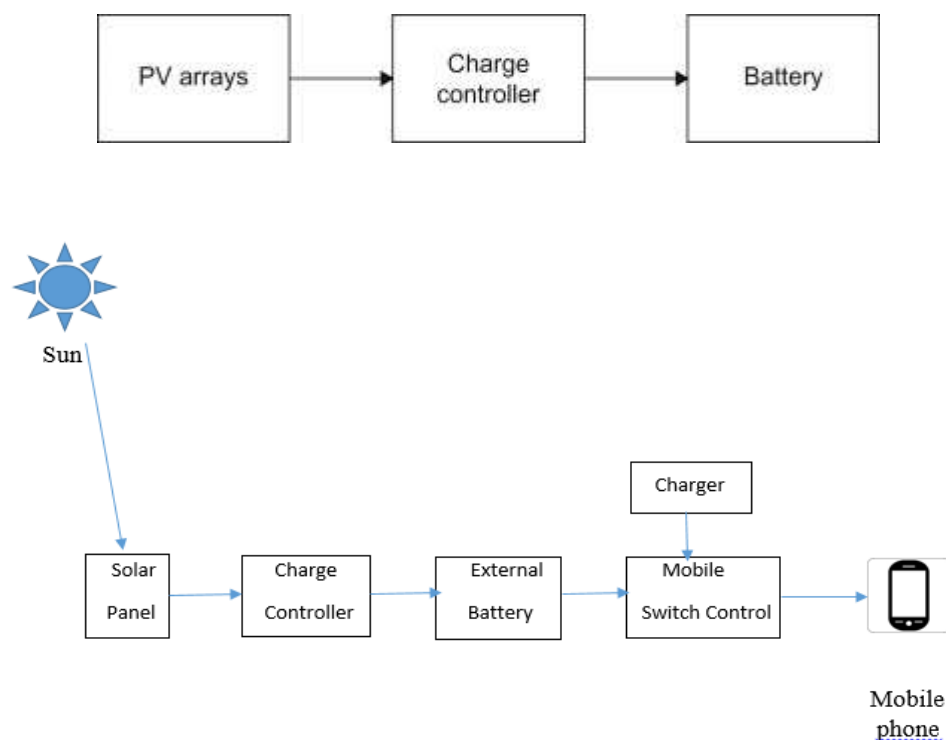 PV arrays
Charge
controller
Battery
Sun
Charger
Solar
Panel
Charge
Controller
External
Battery
Mobile
Switch Control
Mobile
phone